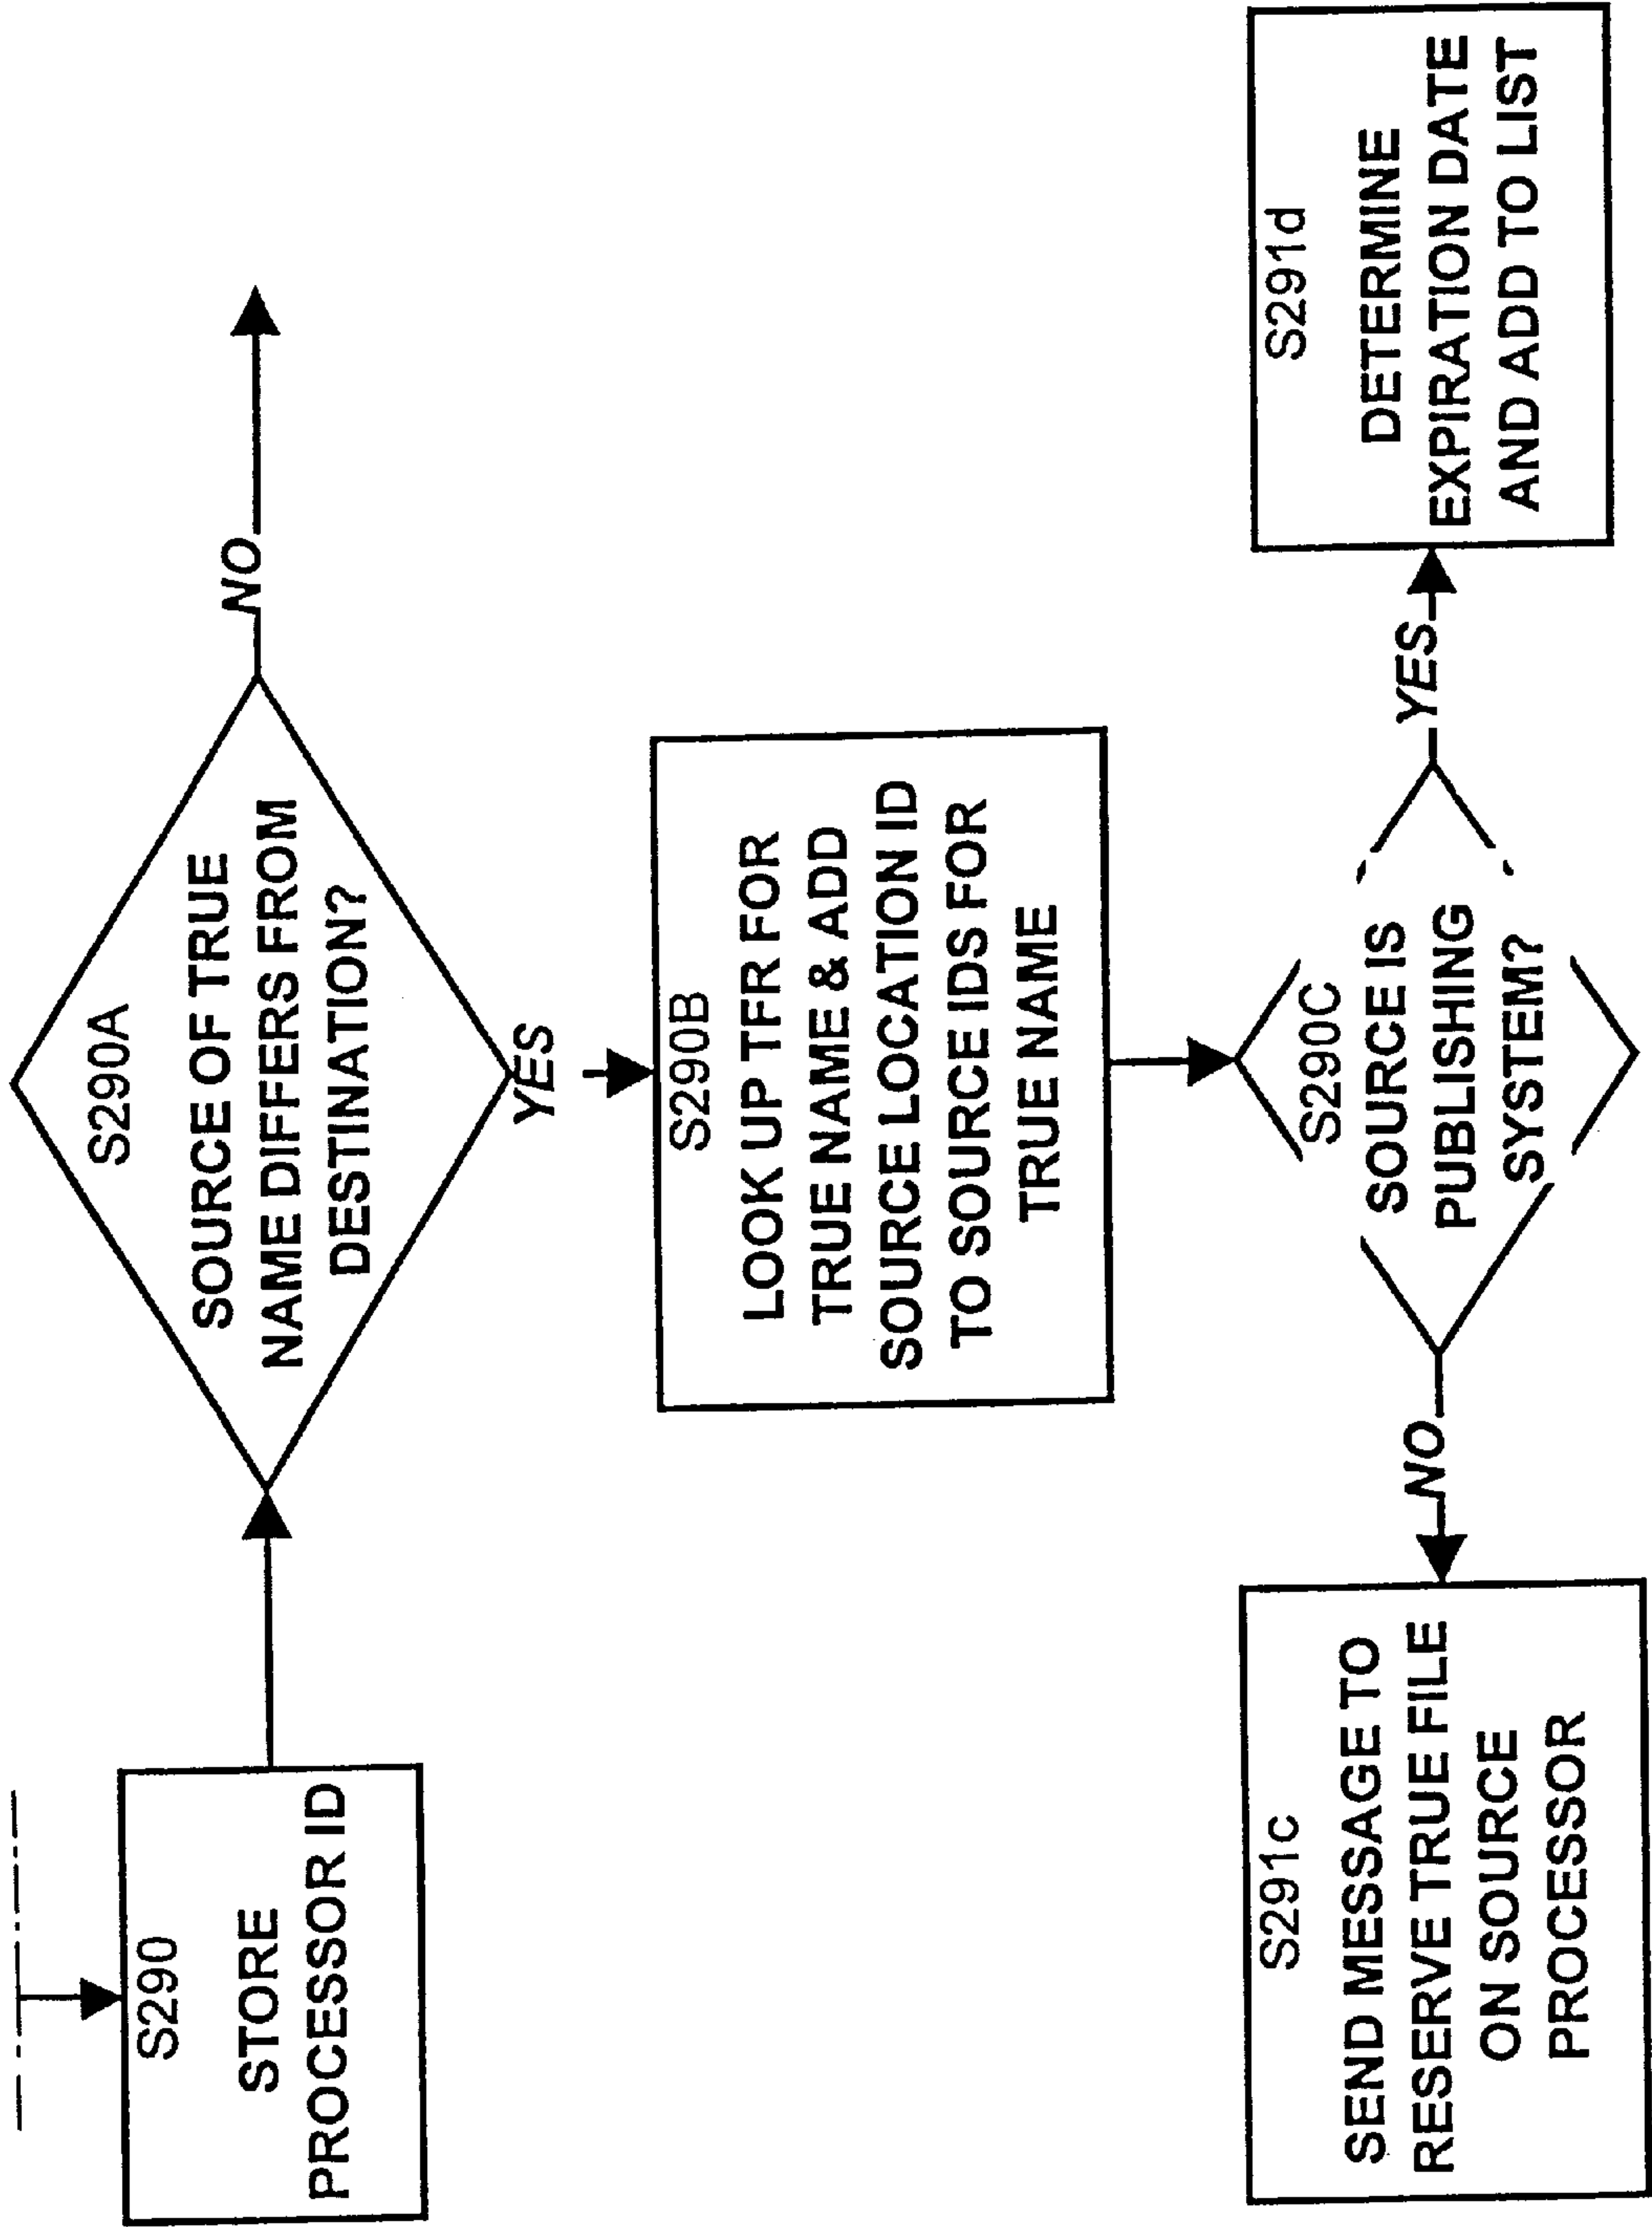 S290
STORE
PROCESSOR ID
S290A
SOURCE OF TRUE
NAME DIFFERS FROM
DESTINATION?
NO
YES
S290B
LOOK UP TFR FOR
TRUE NAME & ADD
SOURCE LOCATION ID
TO SOURCE IDS FOR
TRUE NAME
S290C
SOURCE IS
PUBLISHING
SYSTEM?
NO
YES
S291c
SEND MESSAGE TO
RESERVE TRUE FILE
ON SOURCE
PROCESSOR
S291d
DETERMINE
EXPIRATION DATE
AND ADD TO LIST